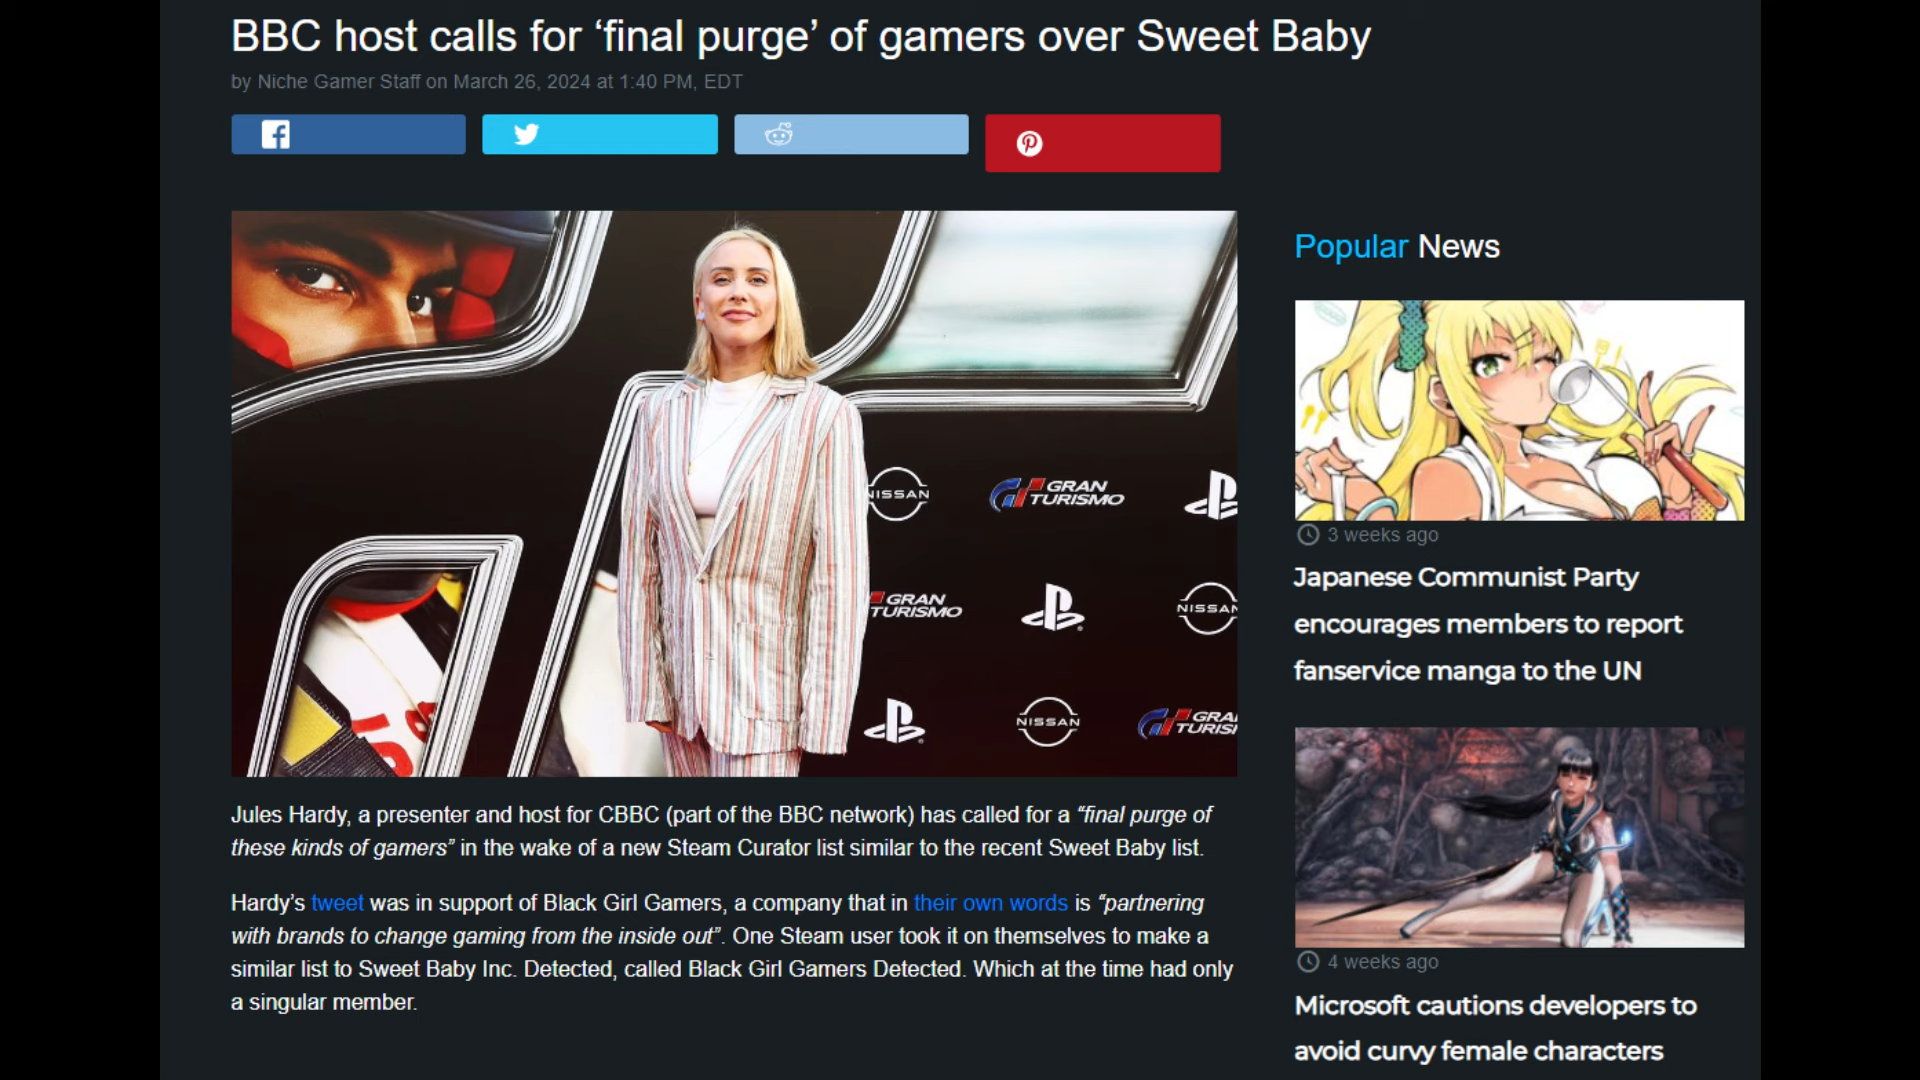 BBC host calls for ‘final purge’ of gamers over Sweet Baby
by Niche Gamer Staff on March 26, 2024 at 1:40 PM, EDT
NISSAN
GRAN
TURISMO
GRAN
TURISMO
NISSAN
NISSAN
GRA
TURIS
Jules Hardy, a presenter and host for CBBC (part of the BBC network) has called for a “final purge of
these kinds of gamers” in the wake of a new Steam Curator list similar to the recent Sweet Baby list.
Hardy’s tweet was in support of Black Girl Gamers, a company that in their own words is “partnering
with brands to change gaming from the inside out”. One Steam user took it on themselves to make a
similar list to Sweet Baby Inc. Detected, called Black Girl Gamers Detected. Which at the time had only
a singular member.
Popular News
3 weeks ago
Japanese Communist Party
encourages members to report
fanservice manga to the UN
4 weeks ago
Microsoft cautions developers to
avoid curvy female characters